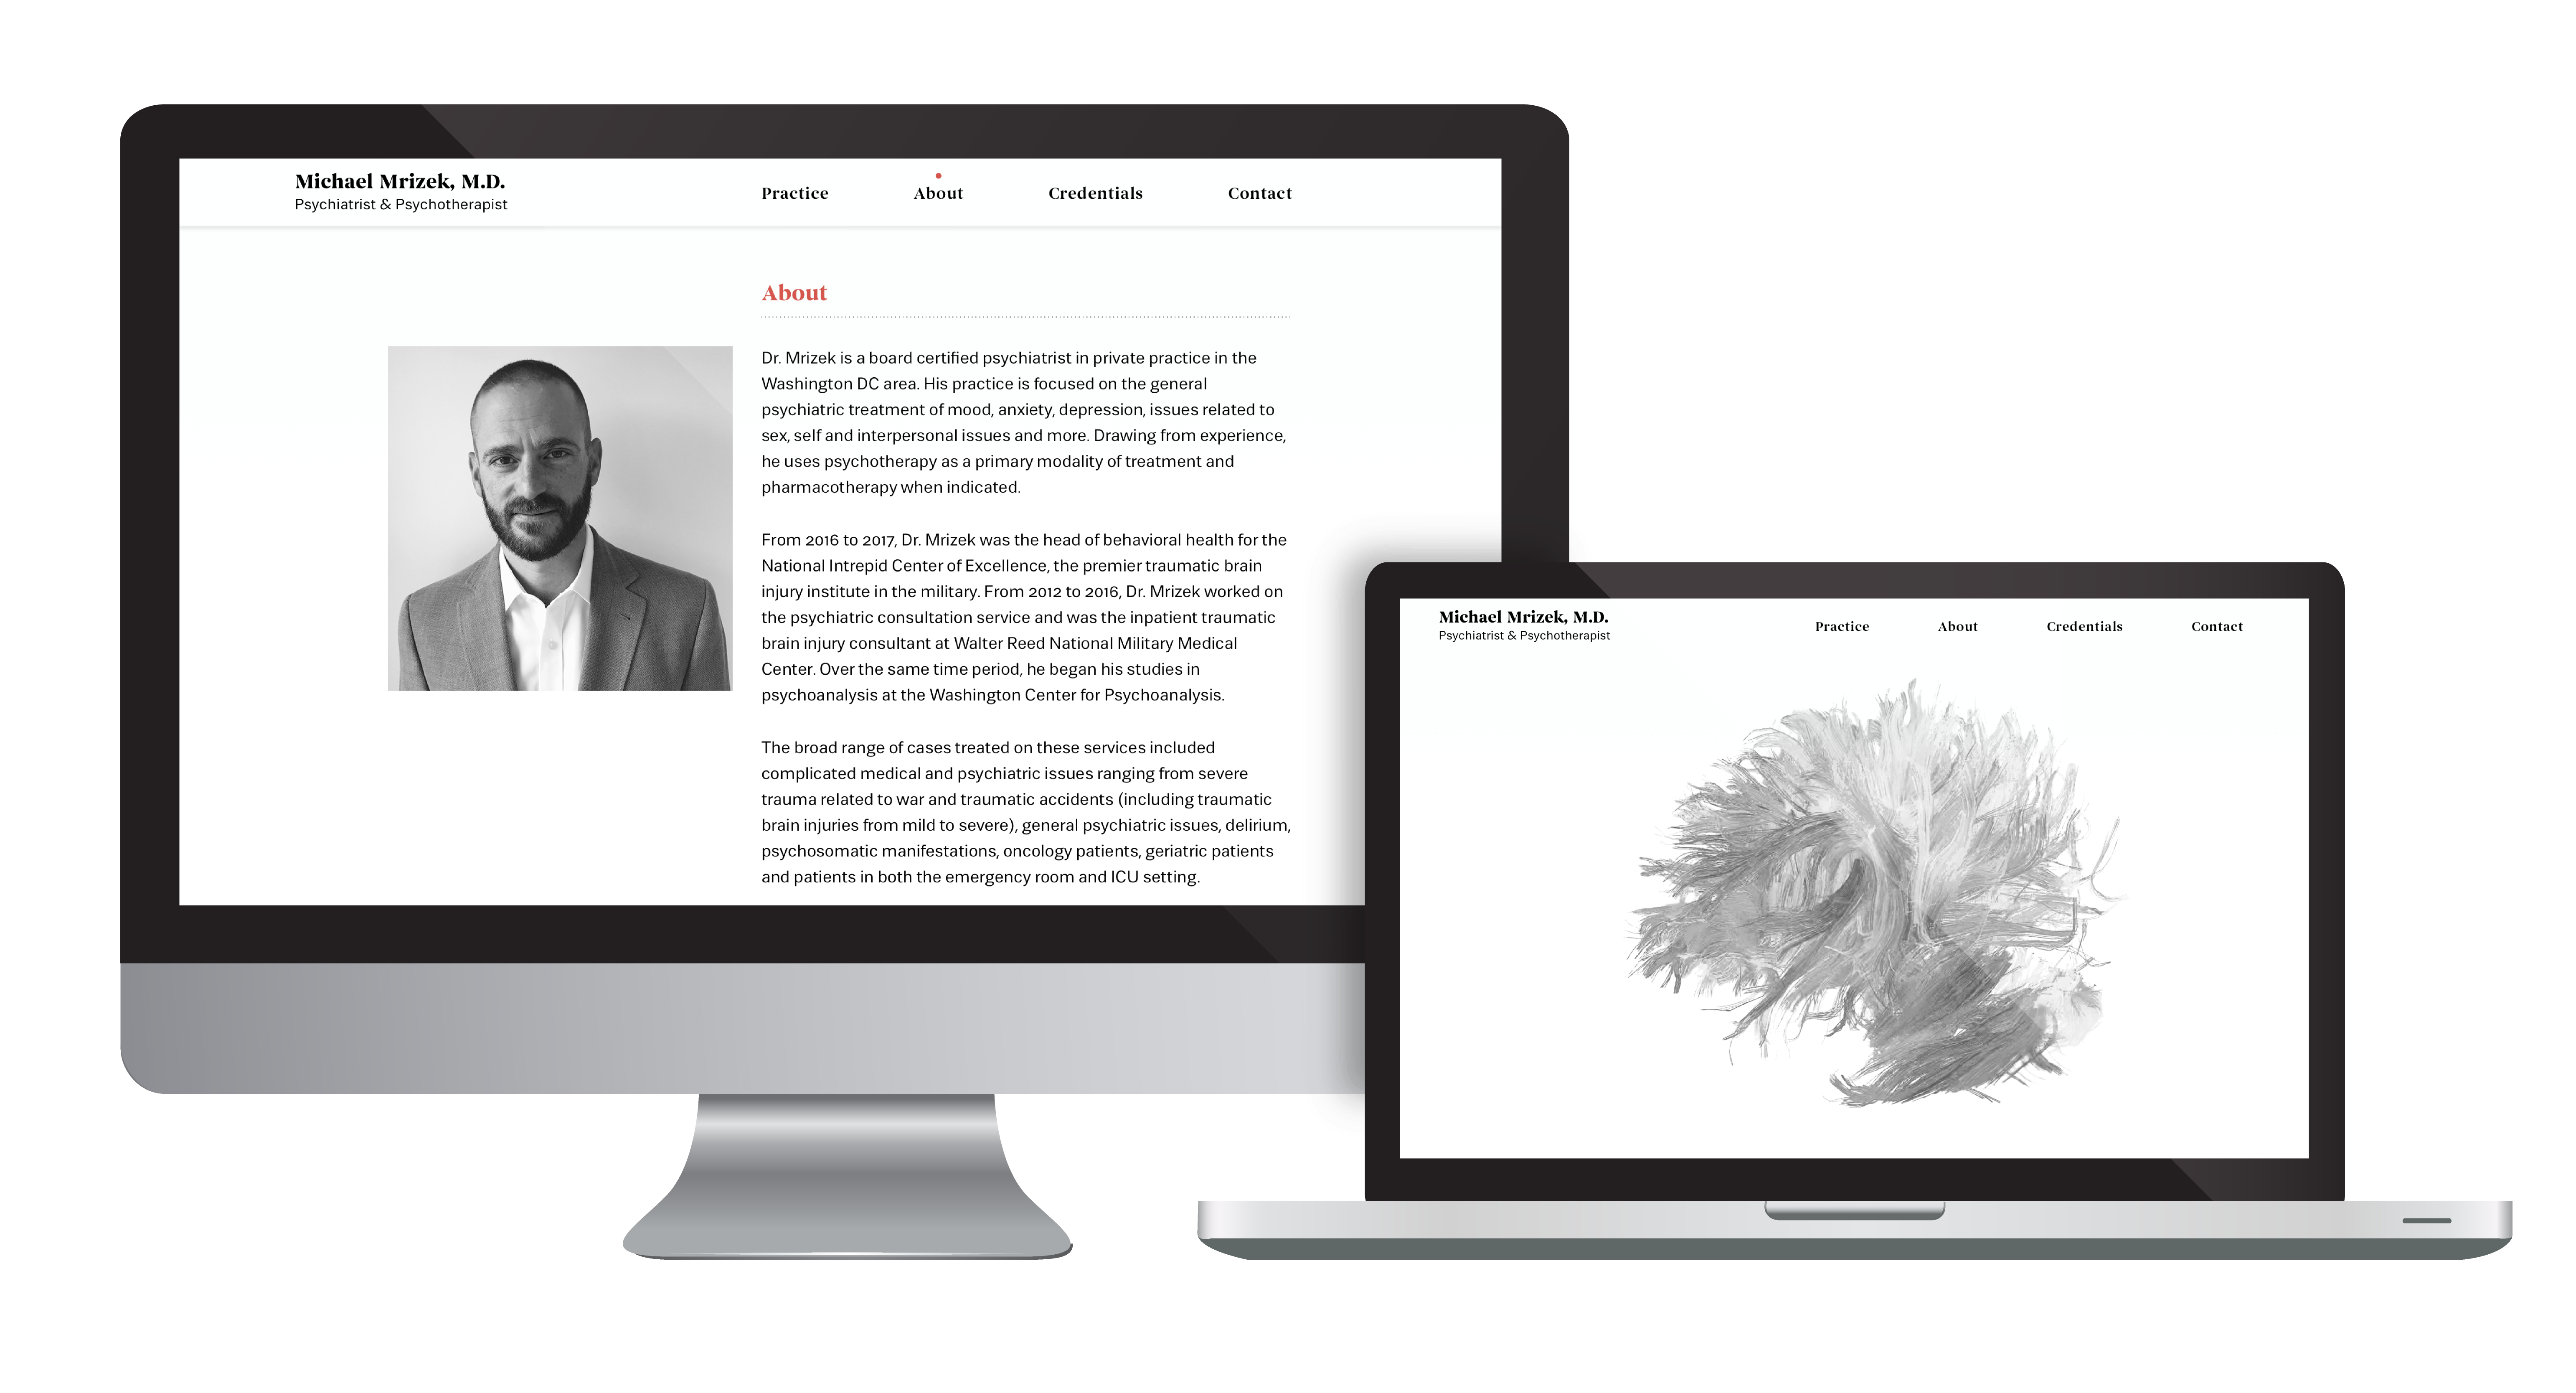 Michael Mrizek, M.D.
Psychiatrist & Psychotherapist
Practice About Credentials Contact
About
Dr. Mrizek is a board certified psychiatrist in private practice in the
Washington DC area. His practice is focused on the general
psychiatric treatment of mood, anxiety, depression, issues related to
sex, self and interpersonal issues and more. Drawing from experience,
he uses psychotherapy as a primary modality of treatment and
pharmacotherapy when indicated.
From 2016 to 2017, Dr. Mrizek was the head of behavioral health for the
National Intrepid Center of Excellence, the premier traumatic brain
injury institute in the military. From 2012 to 2016, Dr. Mrizek worked on
the psychiatric consultation service and was the inpatient traumatic
brain injury consultant at Walter Reed National Military Medical
Center. Over the same time period, he began his studies in
psychoanalysis at the Washington Center for Psychoanalysis.
The broad range of cases treated on these services included
complicated medical and psychiatric issues ranging from severe
trauma related to war and traumatic accidents (including traumatic
brain injuries from mild to severe), general psychiatric issues, delirium,
psychosomatic manifestations, oncology patients, geriatric patients
and patients in both the emergency room and ICU setting.
Michael Mrizek, M.D.
Psychiatrist & Psychotherapist
Practice About Credentials Contact